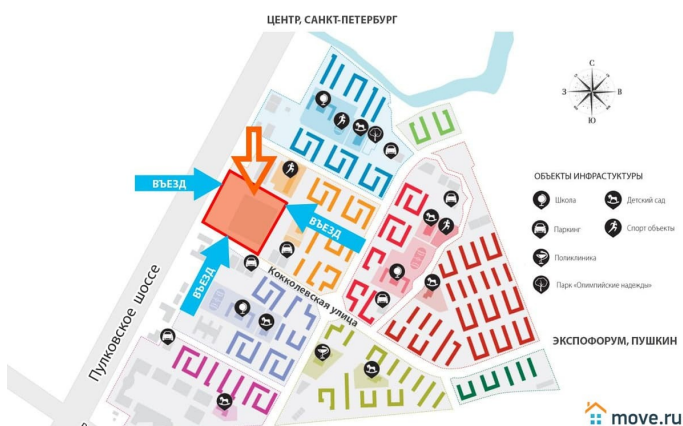 ЦЕНТР, САНКТ-ПЕТЕРБУРГ
С
З
В
Ю
ВЪЕЗД
ВЪЕЗД
ВЪЕЗД
Пулковское шоссе
Кокколевская улица
ОБЪЕКТЫ ИНФРАСТУКТУРЫ
Школа
Детский сад
Паркинг
Спорт объекты
Поликлиника
Парк «Олимпийские надежды»
ЭКСПОФОРУМ, ПУШКИН
move.ru